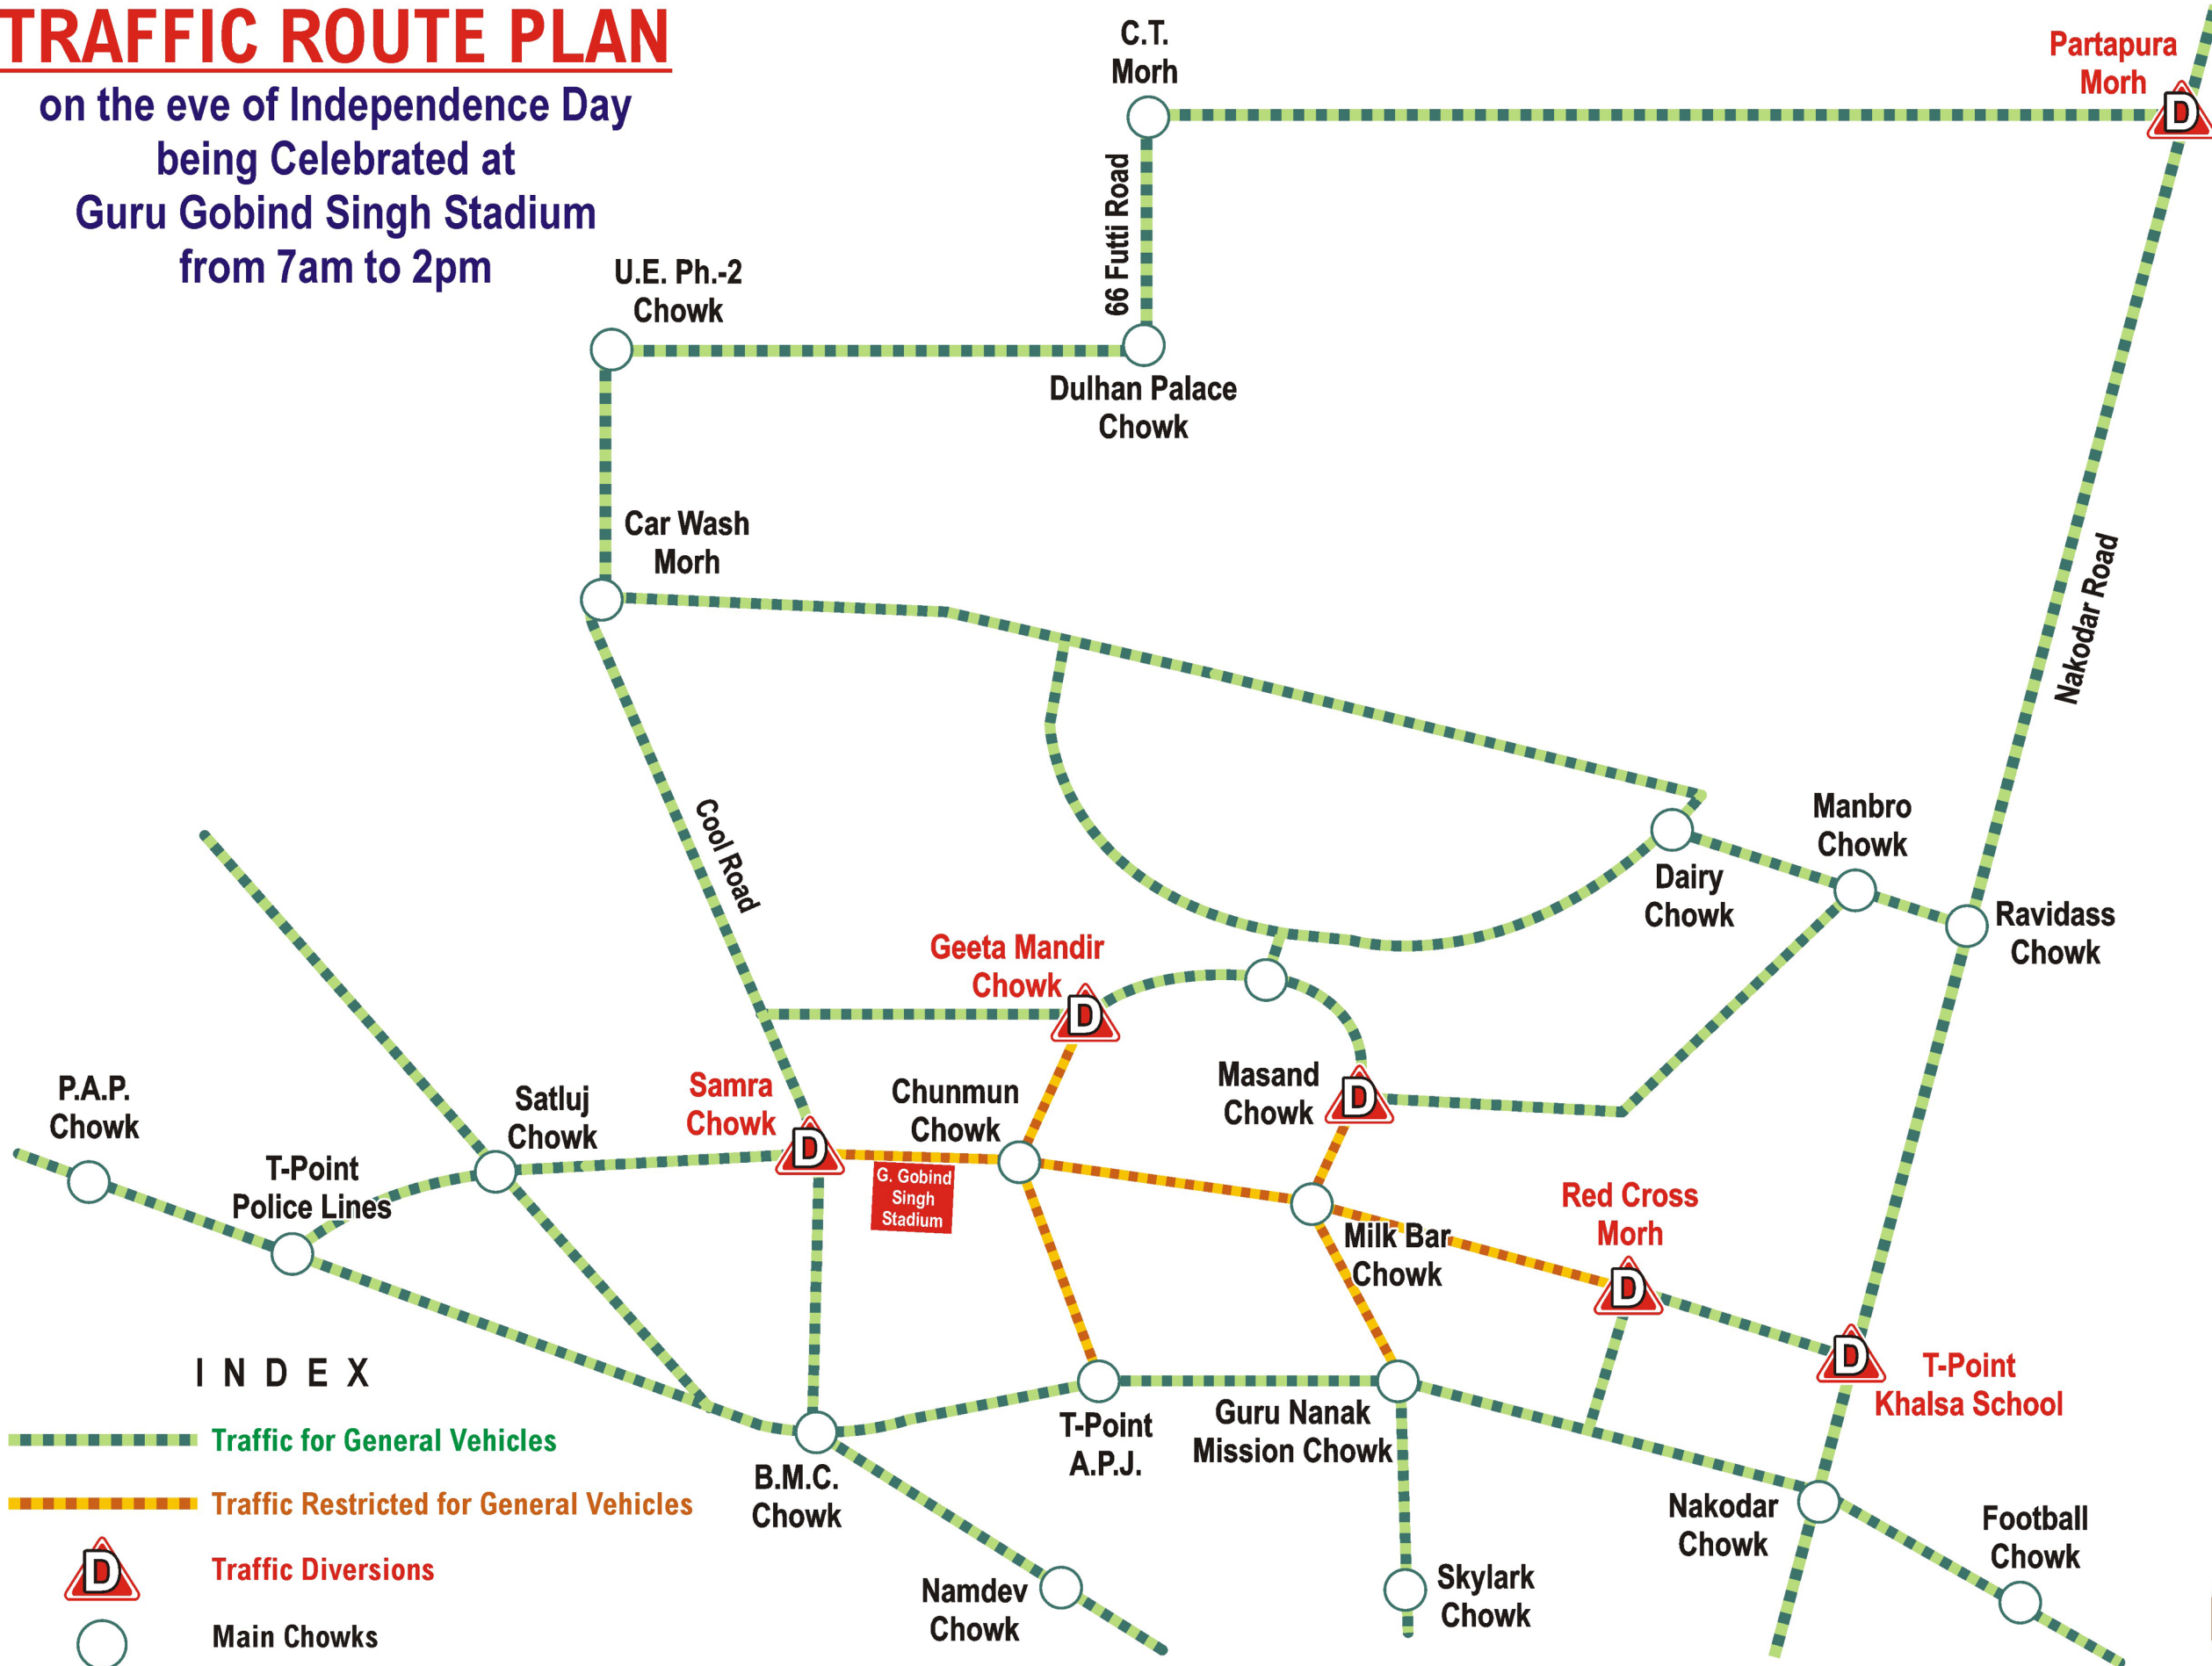 TRAFFIC ROUTE PLAN
on the eve of Independence Day
being Celebrated at
Guru Gobind Singh Stadium
from 7am to 2pm
C.T.
Morh
Partapura
Morh
66 Futti Road
U.E. Ph.-2
Chowk
Dulhan Palace
Chowk
Car Wash
Morh
Nakodar Road
Cool Road
Manbro
Chowk
Dairy
Chowk
Ravidass
Chowk
Geeta Mandir
Chowk
D
P.A.P.
Chowk
Satluj
Chowk
Samra
Chowk
Chunmun
Chowk
Masand
Chowk
D
D
D
T-Point
Police Lines
G. Gobind
Singh
Stadium
Milk Bar
Chowk
Red Cross
Morh
D
D
T-Point
Khalsa School
T-Point
A.P.J.
Guru Nanak
Mission Chowk
B.M.C.
Chowk
Nakodar
Chowk
Football
Chowk
Namdev
Chowk
Skylark
Chowk
INDEX
Traffic for General Vehicles
Traffic Restricted for General Vehicles
D Traffic Diversions
Main Chowks